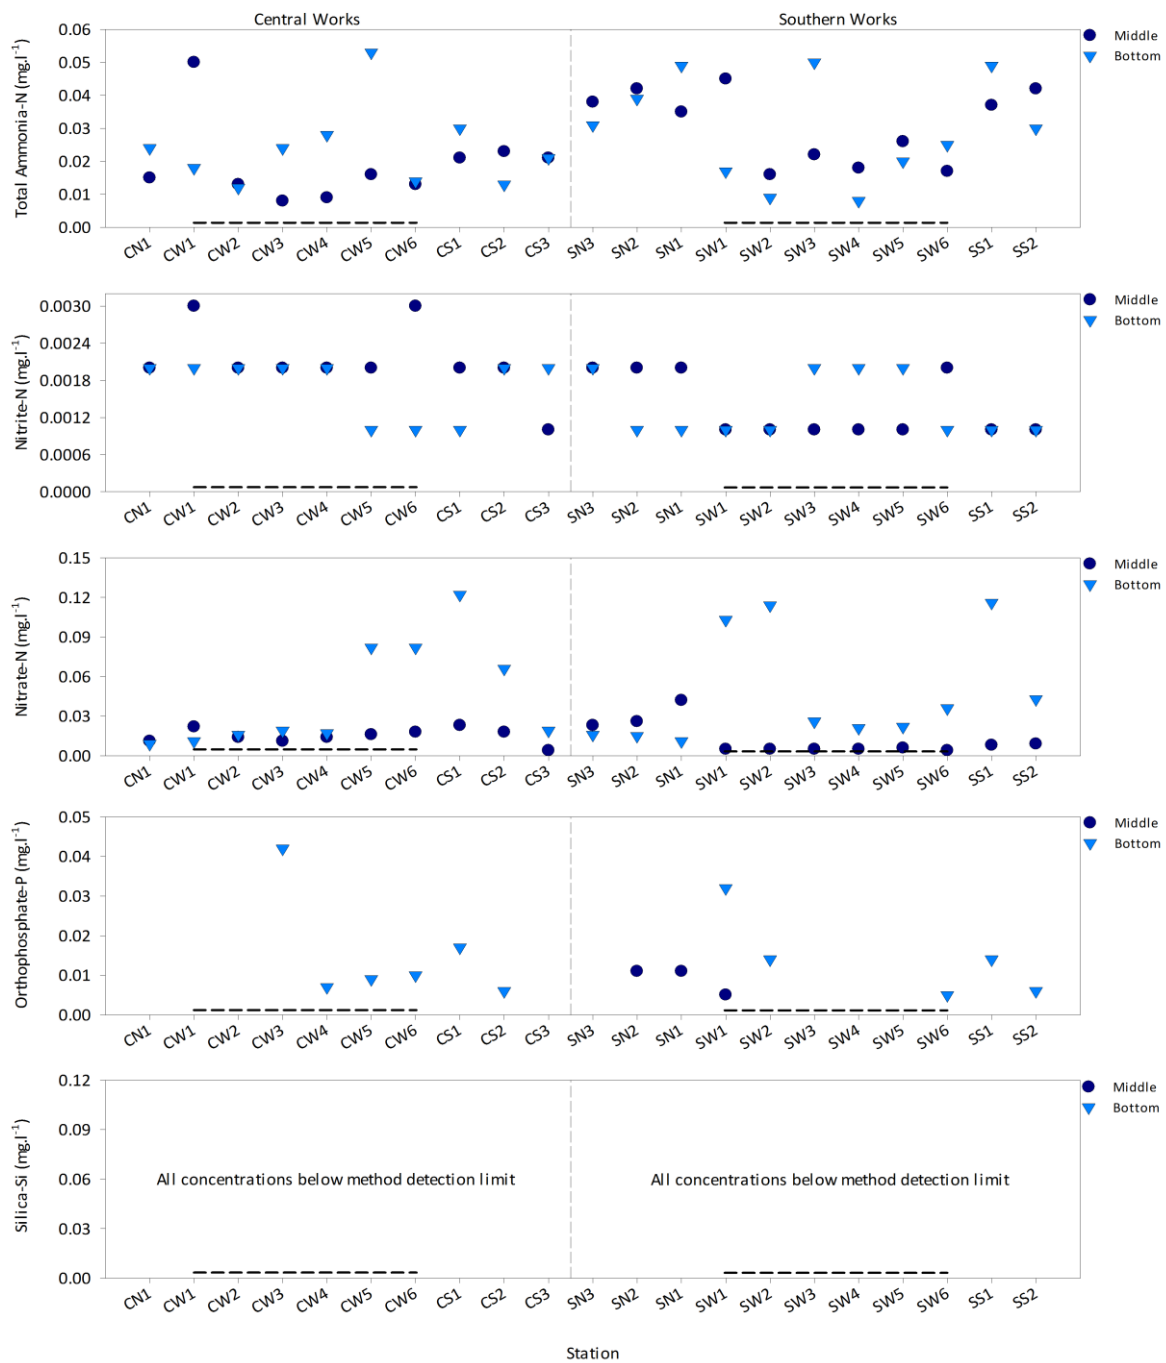 Central Works
Southern Works
Total Ammonia-N (mg.l-1)
0.06
0.05
0.04
0.03
0.02
0.01
0.00
Middle
Bottom
CN1 CW1 CW2 CW3 CW4 CW5 CW6 CS1 CS2 CS3 SN3 SN2 SN1 SW1 SW2 SW3 SW4 SW5 SW6 SS1 SS2
Nitrite-N (mg.l-1)
0.0030
0.0024
0.0018
0.0012
0.0006
0.0000
Middle
Bottom
CN1 CW1 CW2 CW3 CW4 CW5 CW6 CS1 CS2 CS3 SN3 SN2 SN1 SW1 SW2 SW3 SW4 SW5 SW6 SS1 SS2
Nitrate-N (mg.l-1)
0.15
0.12
0.09
0.06
0.03
0.00
Middle
Bottom
CN1 CW1 CW2 CW3 CW4 CW5 CW6 CS1 CS2 CS3 SN3 SN2 SN1 SW1 SW2 SW3 SW4 SW5 SW6 SS1 SS2
Orthophosphate-P (mg.l-1)
0.05
0.04
0.03
0.02
0.01
0.00
Middle
Bottom
CN1 CW1 CW2 CW3 CW4 CW5 CW6 CS1 CS2 CS3 SN3 SN2 SN1 SW1 SW2 SW3 SW4 SW5 SW6 SS1 SS2
Silica-Si (mg.l-1)
0.12
0.09
0.06
0.03
0.00
Middle
Bottom
All concentrations below method detection limit
All concentrations below method detection limit
CN1 CW1 CW2 CW3 CW4 CW5 CW6 CS1 CS2 CS3 SN3 SN2 SN1 SW1 SW2 SW3 SW4 SW5 SW6 SS1 SS2
Station